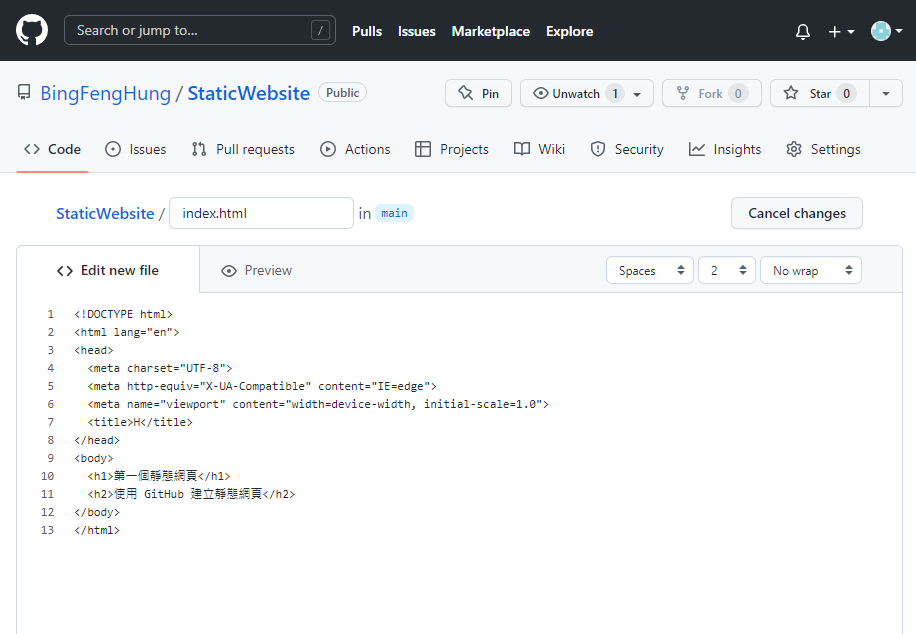 Search or jump to... /
Pulls Issues Marketplace Explore
BingFengHung / StaticWebsite Public
Pin Unwatch 1 Fork 0 Star 0
Code Issues Pull requests Actions Projects Wiki Security Insights Settings
StaticWebsite / index.html in main Cancel changes
Edit new file Preview Spaces 2 No wrap
1 <!DOCTYPE html>
2 <html lang="en">
3 <head>
4 <meta charset="UTF-8">
5 <meta http-equiv="X-UA-Compatible" content="IE=edge">
6 <meta name="viewport" content="width=device-width, initial-scale=1.0">
7 <title>H</title>
8 </head>
9 <body>
10 <h1>第一個靜態網頁</h1>
11 <h2>使用 GitHub 建立靜態網頁</h2>
12 </body>
13 </html>